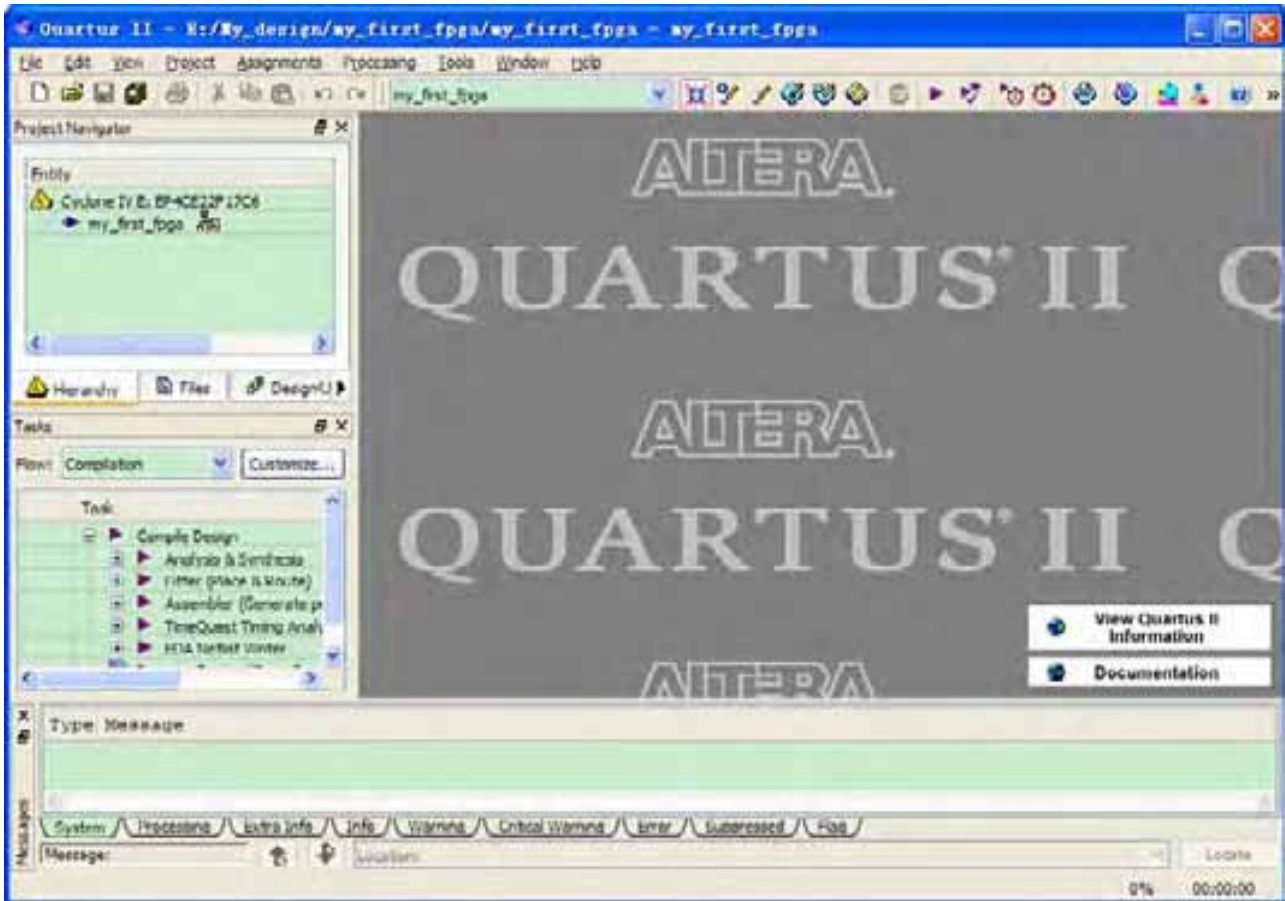 Quartus II - H:/My_design/my_first_fpga/my_first_fpga - my_first_fpga
File Edit View Project Assignments Processing Tools Window Help
my_first_fpga
Project Navigator
Entity
Cyclone IV E: EP4CE22F17C6
my_first_fpga
Hierarchy Files Design U
Tasks
Flow: Compilation Customize...
Task
Compile Design
Analysis & Synthesis
Fitter (Place & Route)
Assembler (Generate p
TimeQuest Timing Analy
EDA Netlist Writer
ALTERA.
QUARTUS II Q
ALTERA.
QUARTUS II Q
ALTERA
View Quartus II
Information
Documentation
Messages
Type Message
System Processing Extra Info Info Warning Critical Warning Error Suppressed Flag
Message: Location: Locate
0% 00:00:00